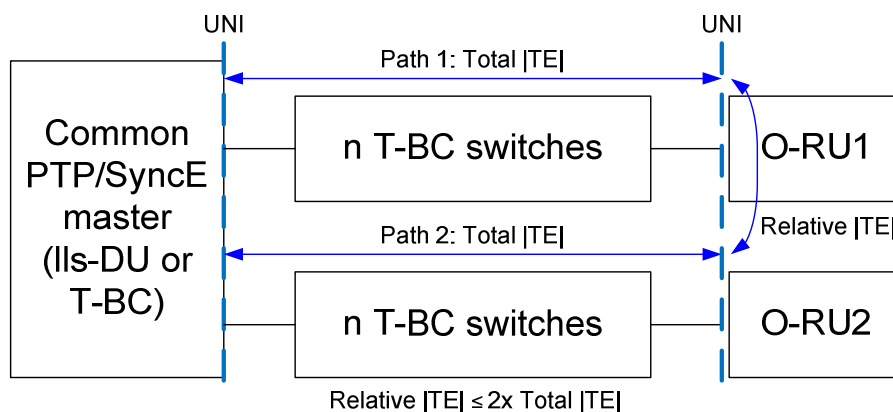 UNI
UNI
Path 1: Total |TE|
Common
PTP/SyncE
master
(lls-DU or
T-BC)
n T-BC switches
O-RU1
Relative |TE|
Path 2: Total |TE|
n T-BC switches
O-RU2
Relative |TE| ≤ 2x Total |TE|